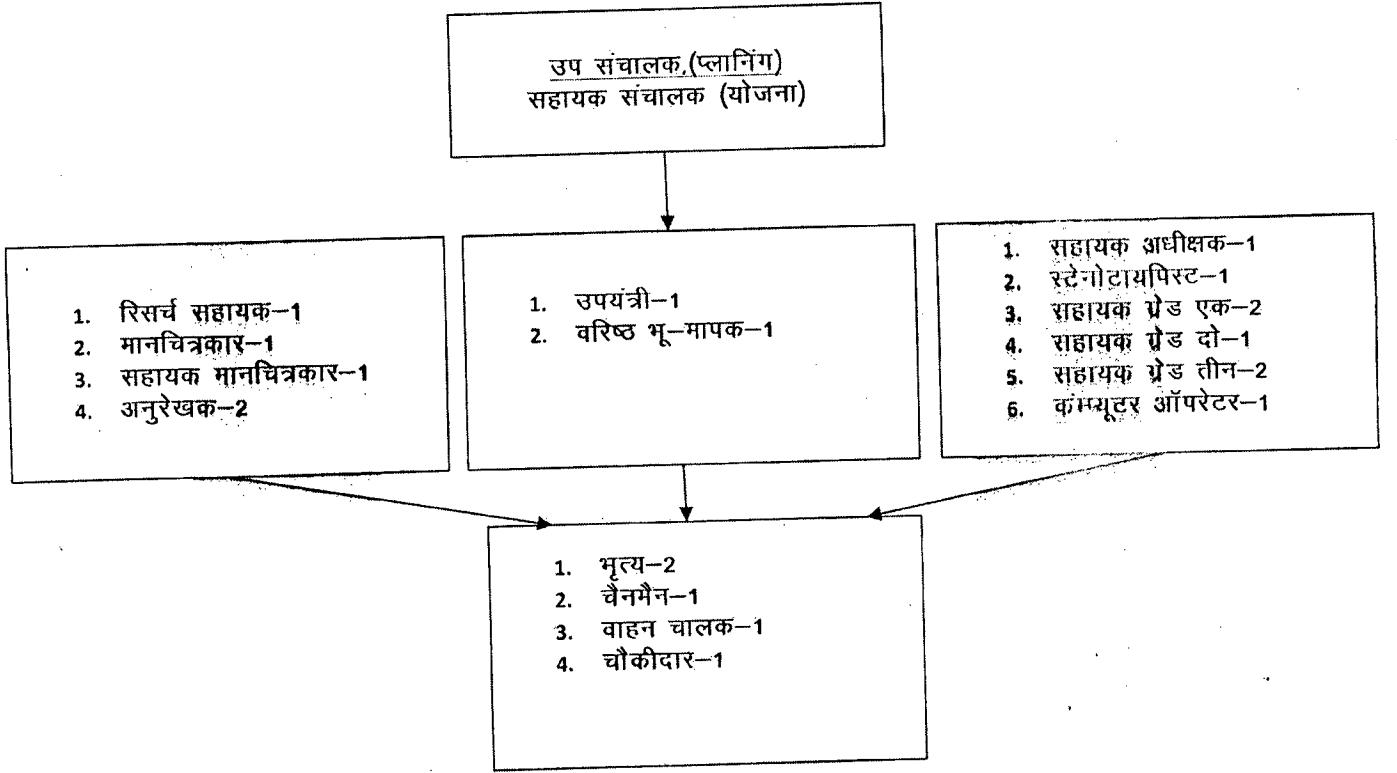 उप संचालक,(प्लानिंग)
सहायक संचालक (योजना)
1. रिसर्च सहायक–1
2. मानचित्रकार–1
3. सहायक मानचित्रकार–1
4. अनुरेखक–2
1. उपयंत्री–1
2. वरिष्ठ भू–मापक–1
1. सहायक अधीक्षक–1
2. स्टेनोटायपिस्ट–1
3. सहायक ग्रेड एक–2
4. सहायक ग्रेड दो–1
5. सहायक ग्रेड तीन–2
6. कंम्प्यूटर ऑपरेटर–1
1. भृत्य–2
2. चैनमैन–1
3. वाहन चालक–1
4. चौकीदार–1